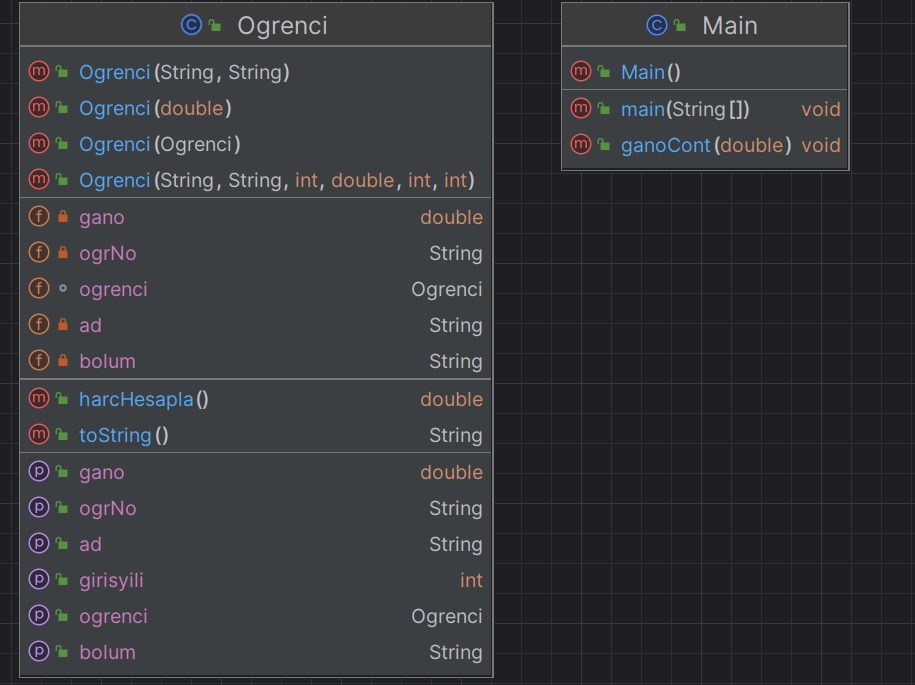 Ogrenci
Ogrenci(String, String)
Ogrenci(double)
Ogrenci(Ogrenci)
Ogrenci(String, String, int, double, int, int)
gano double
ogrNo String
ogrenci Ogrenci
ad String
bolum String
harcHesapla() double
toString() String
gano double
ogrNo String
ad String
girisyili int
ogrenci Ogrenci
bolum String
Main
Main()
main(String[]) void
ganoCont(double) void